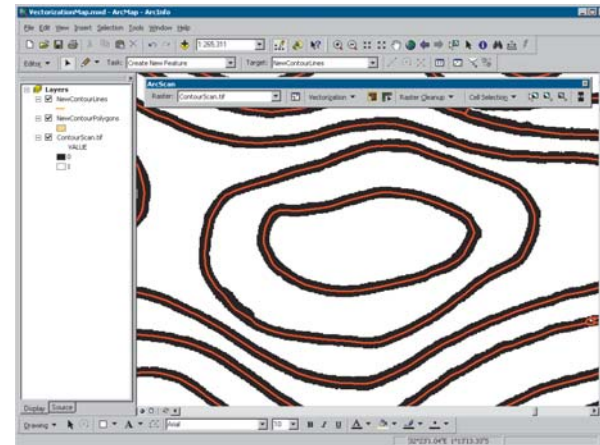 VectorizationMap.mxd - ArcMap - ArcInfo
File Edit View Insert Selection Tools Window Help
1:265,311
Editor Task: Create New Feature Target: NewContourLines
ArcScan
Raster: ContourScan.tif Vectorization Raster Cleanup Cell Selection
Layers
NewContourLines
NewContourPolygons
ContourScan.tif
VALUE
0
1
Display Source
Drawing A Arial 10 B I U A